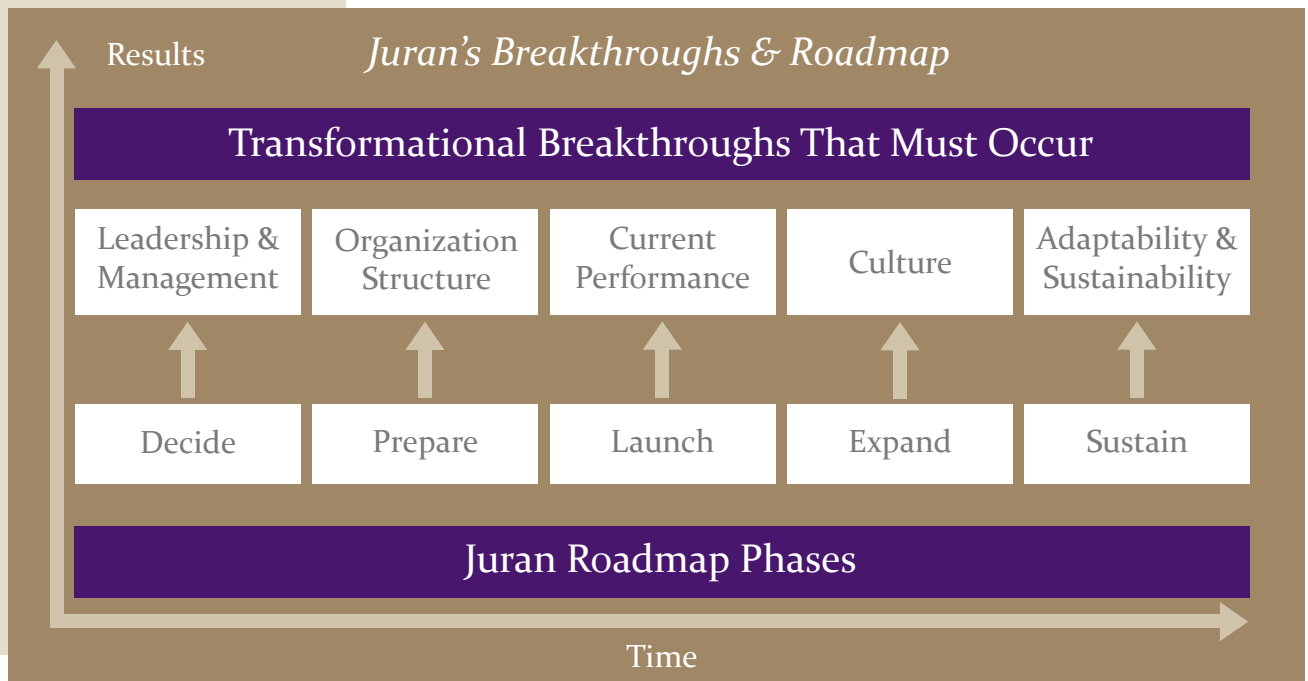 Results
Juran’s Breakthroughs & Roadmap
Transformational Breakthroughs That Must Occur
Leadership &
Management
Organization
Structure
Current
Performance
Culture
Adaptability &
Sustainability
Decide
Prepare
Launch
Expand
Sustain
Juran Roadmap Phases
Time